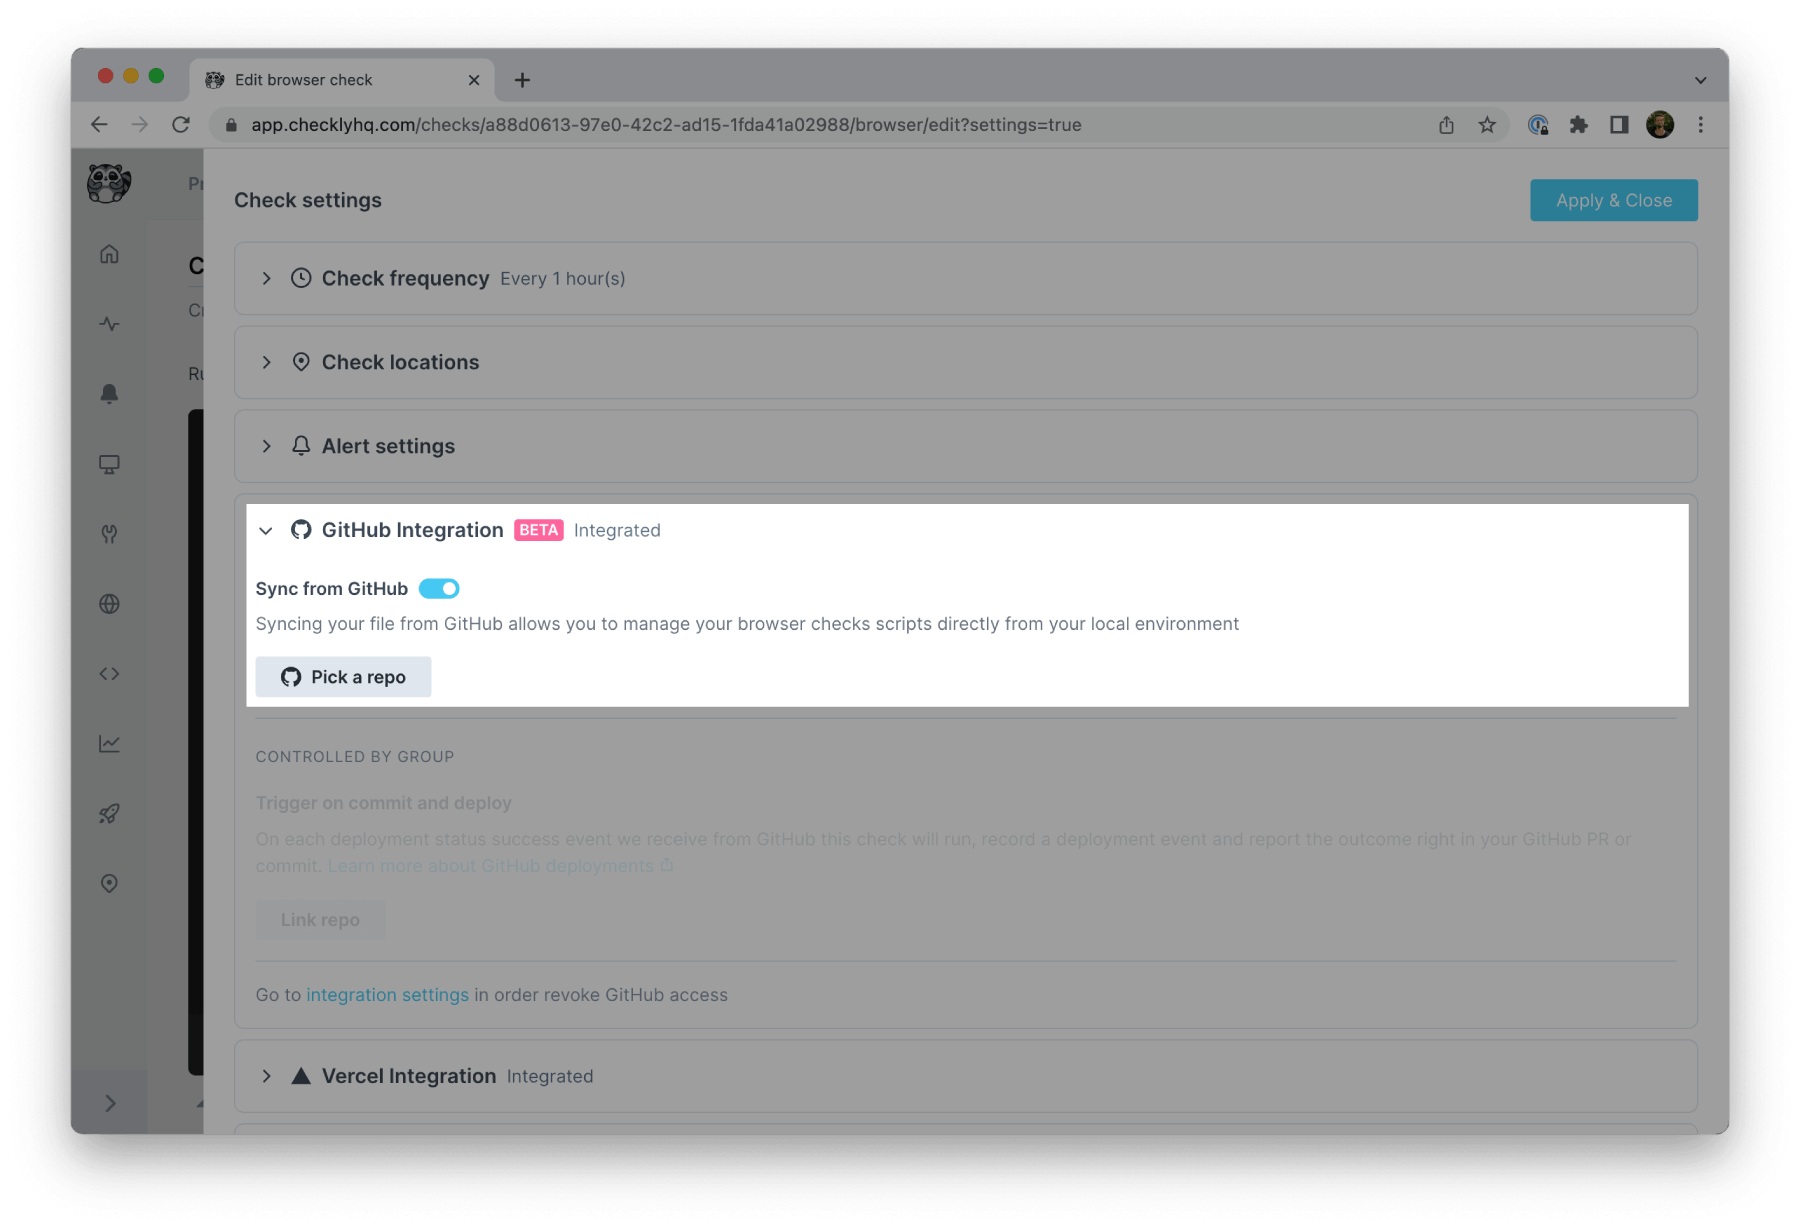 Edit browser check
app.checklyhq.com/checks/a88d0613-97e0-42c2-ad15-1fda41a02988/browser/edit?settings=true
Check settings
Apply & Close
Check frequency Every 1 hour(s)
Check locations
Alert settings
GitHub Integration BETA Integrated
Sync from GitHub
Syncing your file from GitHub allows you to manage your browser checks scripts directly from your local environment
Pick a repo
CONTROLLED BY GROUP
Trigger on commit and deploy
On each deployment status success event we receive from GitHub this check will run, record a deployment event and report the outcome right in your GitHub PR or
commit. Learn more about GitHub deployments
Link repo
Go to integration settings in order revoke GitHub access
Vercel Integration Integrated